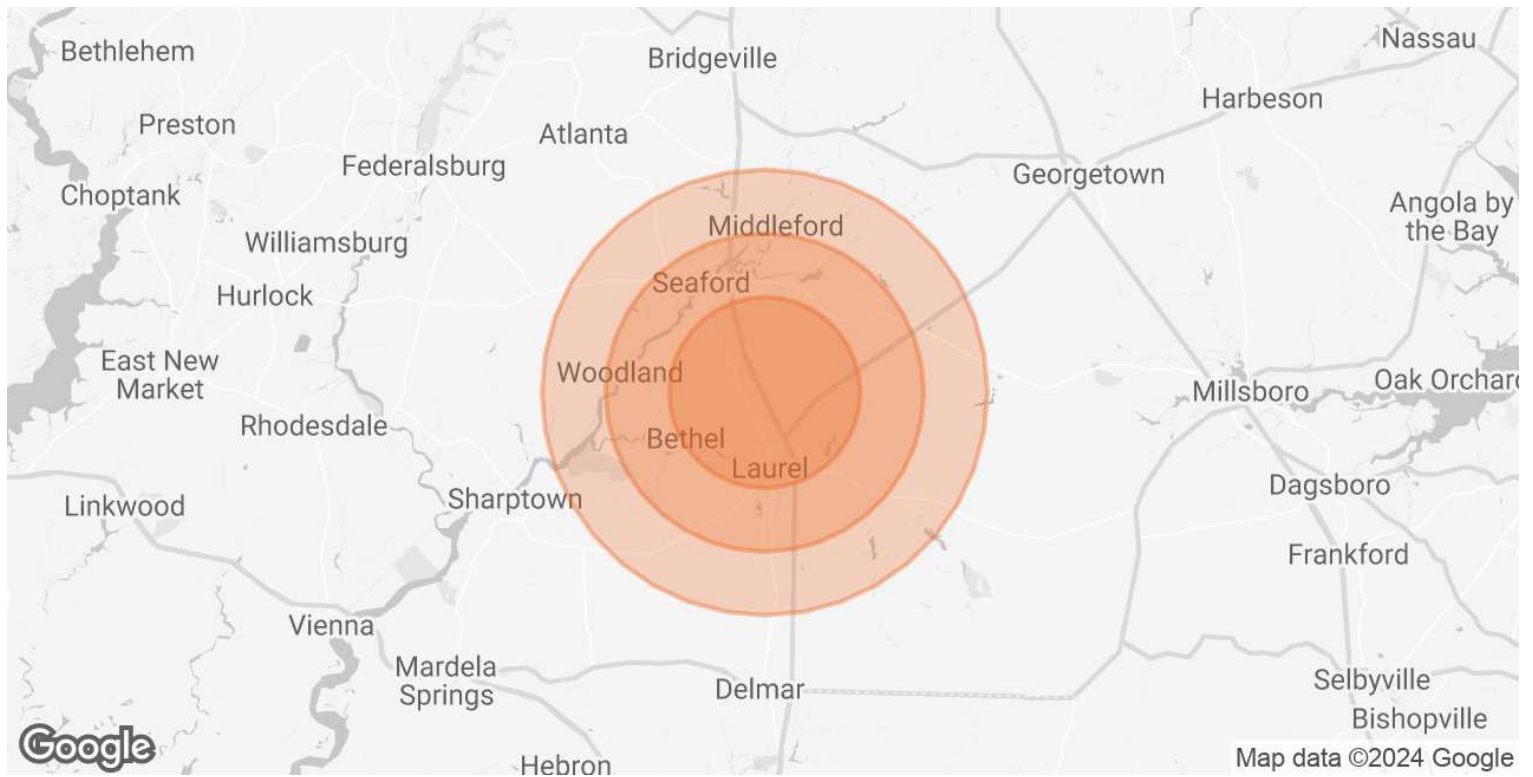 Nassau
Bethlehem
Bridgeville
Harbeson
Preston
Atlanta
Federalsburg
Georgetown
Choptank
Angola by
the Bay
Middleford
Williamsburg
Seaford
Hurlock
East New
Market
Woodland
Oak Orchard
Millsboro
Rhodesdale
Bethel
Laurel
Dagsboro
Sharptown
Linkwood
Frankford
Vienna
Mardela
Springs
Delmar
Selbyville
Bishopville
Google
Hebron
Map data ©2024 Google